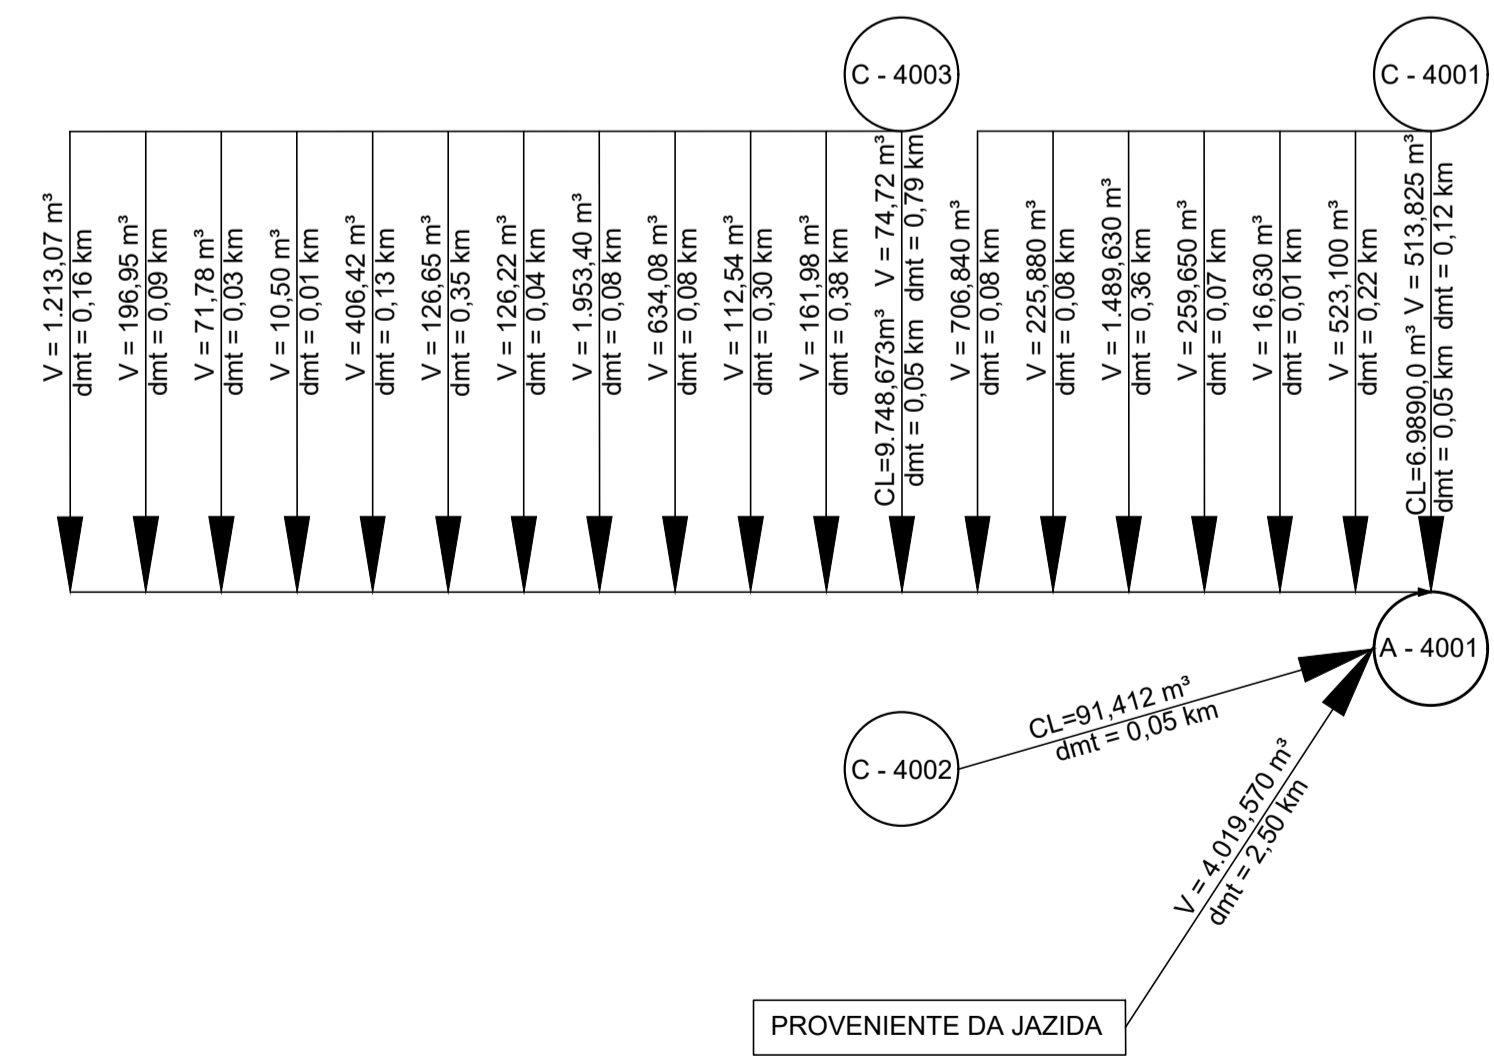 C - 4003
C - 4001
V = 1.213,07 m³
dmt = 0,16 km
V = 196,95 m³
dmt = 0,09 km
V = 71,78 m³
dmt = 0,03 km
V = 10,50 m³
dmt = 0,01 km
V = 406,42 m³
dmt = 0,13 km
V = 126,65 m³
dmt = 0,35 km
V = 126,22 m³
dmt = 0,04 km
V = 1.953,40 m³
dmt = 0,08 km
V = 634,08 m³
dmt = 0,08 km
V = 112,54 m³
dmt = 0,30 km
V = 161,98 m³
dmt = 0,38 km
CL=9.748,673m³ V = 74,72 m³
dmt = 0,05 km dmt = 0,79 km
V = 706,840 m³
dmt = 0,08 km
V = 225,880 m³
dmt = 0,08 km
V = 1.489,630 m³
dmt = 0,36 km
V = 259,650 m³
dmt = 0,07 km
V = 16,630 m³
dmt = 0,01 km
V = 523,100 m³
dmt = 0,22 km
CL=6.9890,0 m³ V = 513,825 m³
dmt = 0,05 km dmt = 0,12 km
A - 4001
CL=91,412 m³
dmt = 0,05 km
C - 4002
V = 4.019,570 m³
dmt = 2,50 km
PROVENIENTE DA JAZIDA